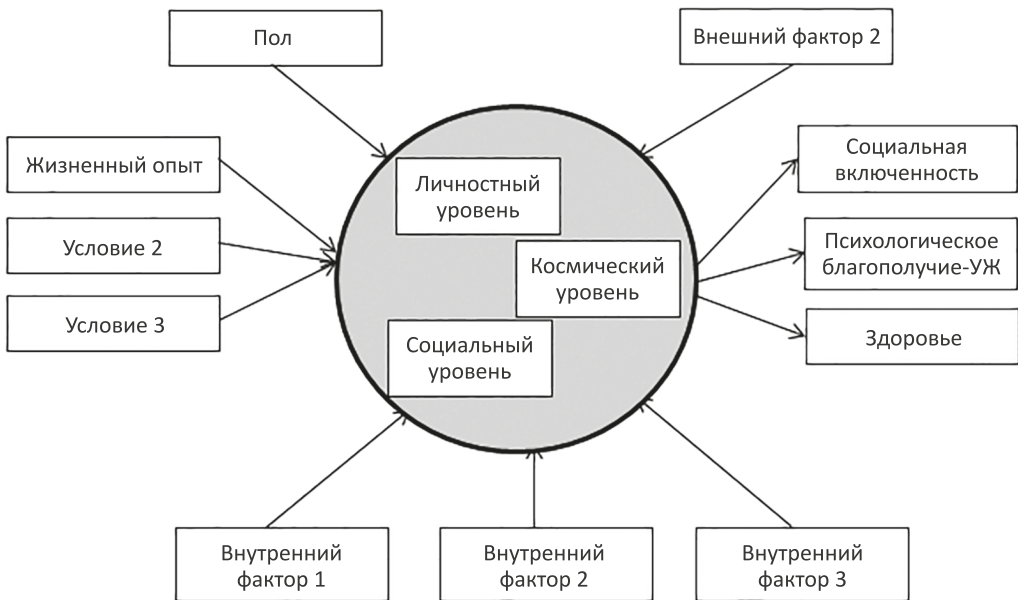 Пол
Внешний фактор 2
Жизненный опыт
Условие 2
Условие 3
Личностный
уровень
Космический
уровень
Социальный
уровень
Социальная
включенность
Психологическое
благополучие-УЖ
Здоровье
Внутренний
фактор 1
Внутренний
фактор 2
Внутренний
фактор 3